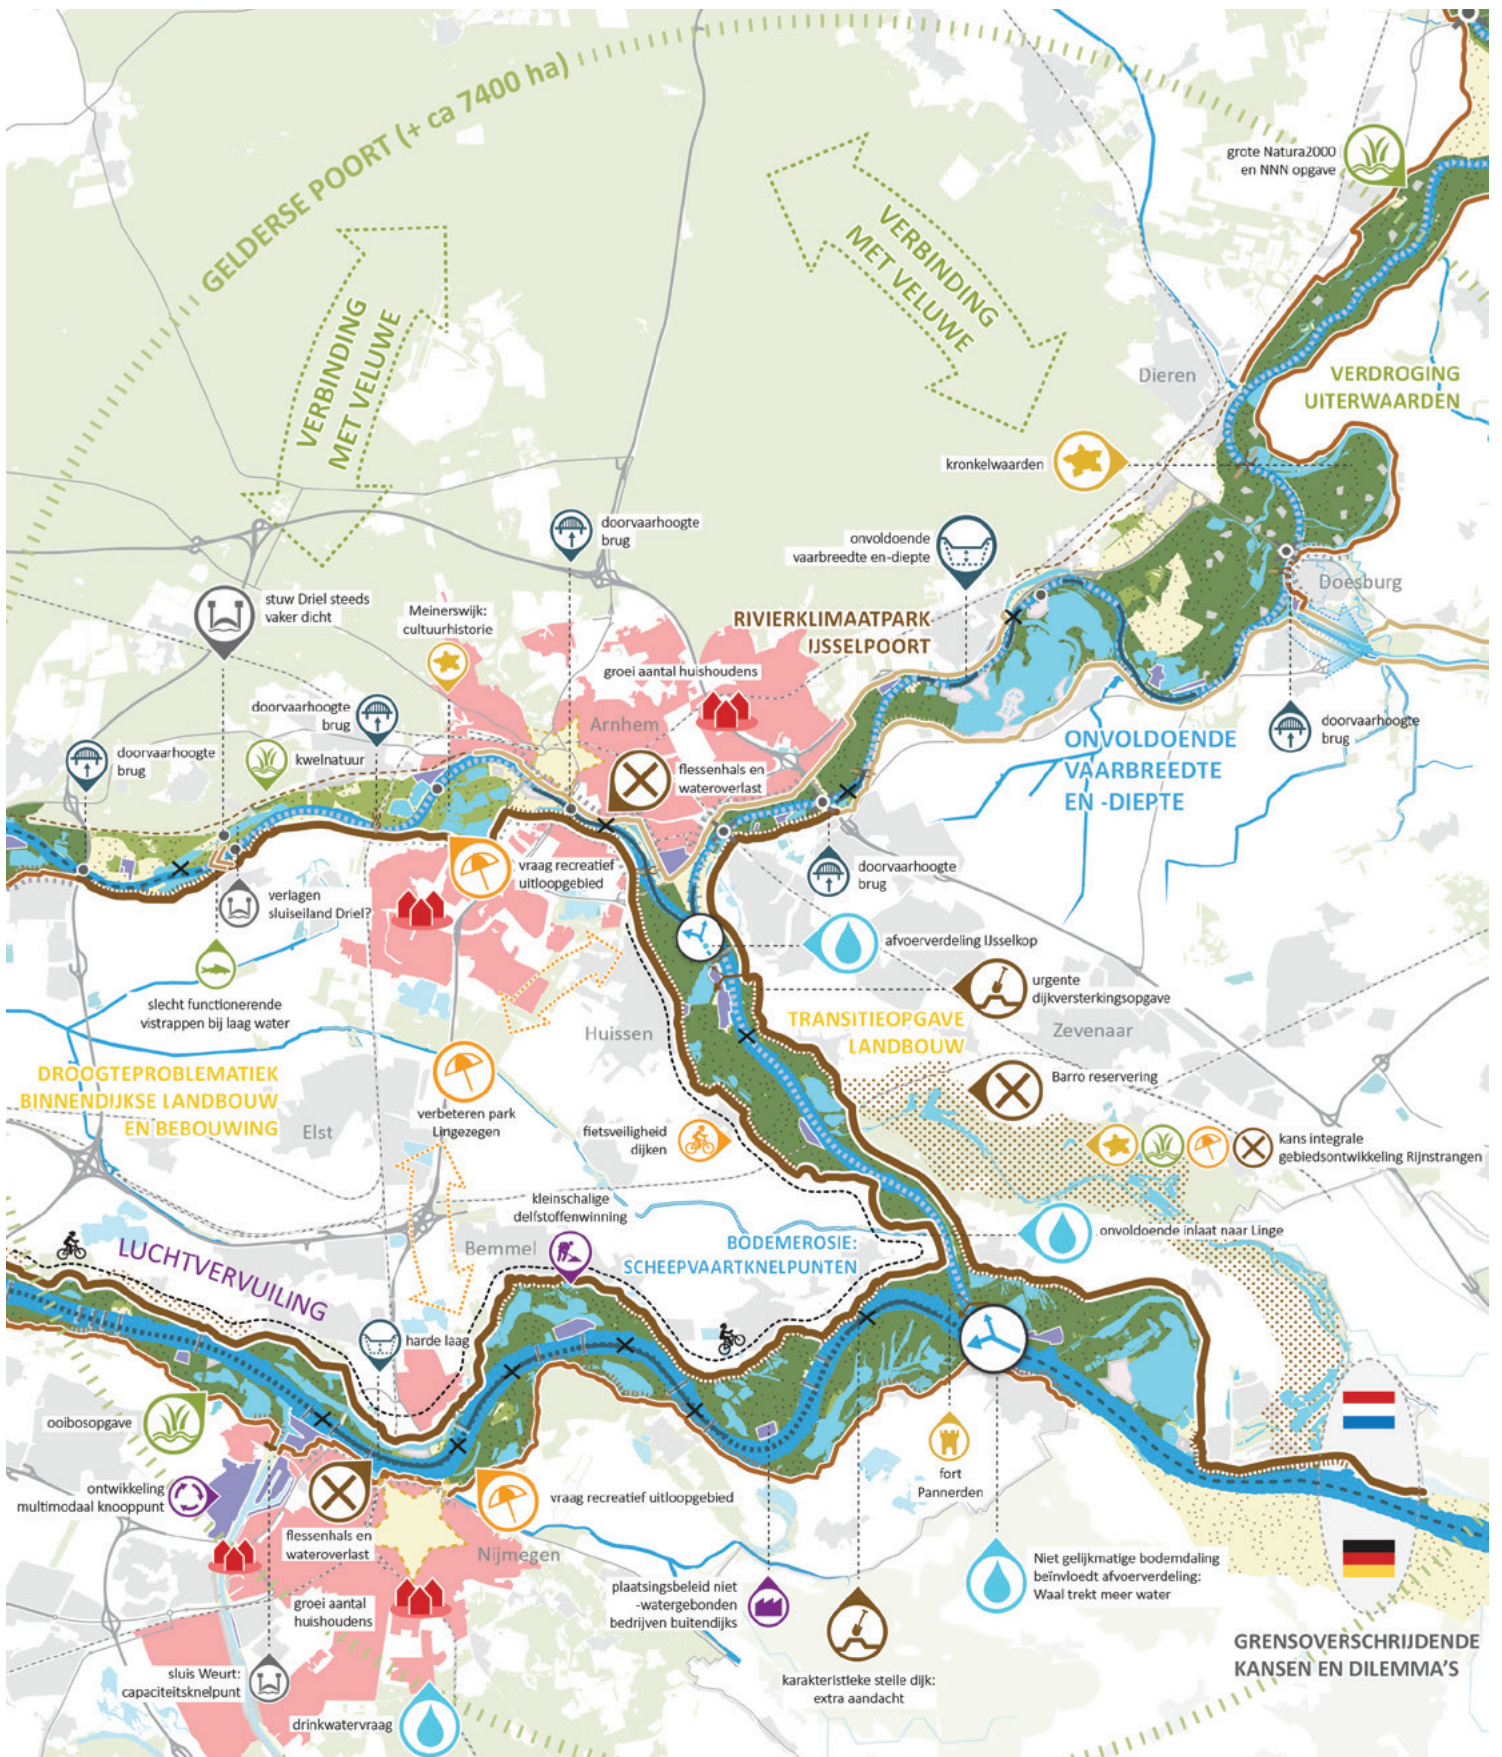 GELDERSE POORT (+ ca 7400 ha)
grote Natura2000
en NNN opgave
VERBINDING
MET VELUWE
VERBINDING
MET VELUWE
Dieren
VERDROGING
UITERWAARDEN
kronkelwaarden
doorvaarhoogte
brug
onvoldoende
vaarbreedte en-diepte
Doesburg
stuw Driel steeds
vaker dicht
Meinerswijk:
cultuurhistorie
RIVIERKLIMAATPARK
IJSSELPOORT
groei aantal huishoudens
Arnhem
doorvaarhoogte
brug
doorvaarhoogte
brug
kwelnatuur
flessenhals en
wateroverlast
ONVOLDOENDE
VAARBREEDTE
EN -DIEPTE
doorvaarhoogte
brug
vraag recreatief
uitloopgebied
doorvaarhoogte
brug
verlagen
sluiseiland Driel?
afvoerverdeling IJsselkop
slecht functionerende
vistrappen bij laag water
urgente
dijkversterkingsopgave
Huissen
TRANSITIEOPGAVE
LANDBOUW
Zevenaar
DROOGTEPROBLEMATIEK
BINNENDIJKSE LANDBOUW
EN BEBOUWING
Barro reservering
verbeteren park
Lingezegen
Elst
fietsveiligheid
dijken
kans integrale
gebiedsontwikkeling Rijnstrangen
kleinschalige
delfstoffenwinning
LUCHTVERVUILING
Bemmel
BODEMEROSIE:
SCHEEPVAARTKNELPUNTEN
onvoldoende inlaat naar Linge
harde laag
ooibosopgave
ontwikkeling
multimodaal knooppunt
fort
Pannerden
vraag recreatief uitloopgebied
flessenhals en
wateroverlast
Nijmegen
Niet gelijkmatige bodemdaling
beïnvloedt afvoerverdeling:
Waal trekt meer water
groei aantal
huishoudens
plaatsingsbeleid niet
-watergebonden
bedrijven buitendijks
GRENSOVERSCHRIJDENDE
KANSEN EN DILEMMA'S
sluis Weurt:
capaciteitsknelpunt
karakteristieke steile dijk:
extra aandacht
drinkwatervraag